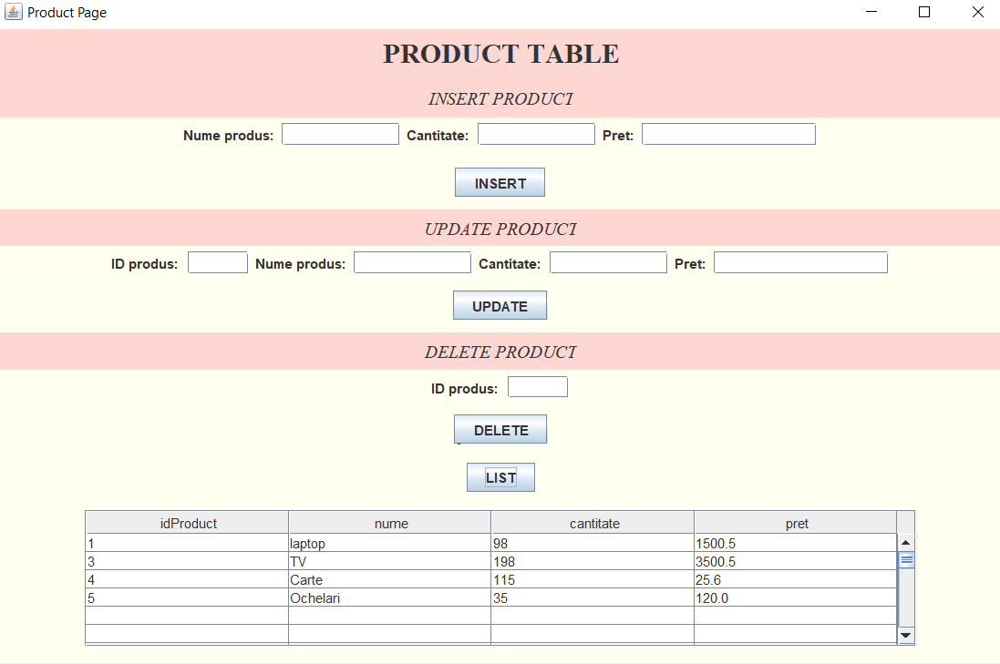 Product Page
PRODUCT TABLE
INSERT PRODUCT
Nume produs: Cantitate: Pret:
INSERT
UPDATE PRODUCT
ID produs: Nume produs: Cantitate: Pret:
UPDATE
DELETE PRODUCT
ID produs:
DELETE
LIST
idProduct nume cantitate pret
1 laptop 98 1500.5
3 TV 198 3500.5
4 Carte 115 25.6
5 Ochelari 35 120.0